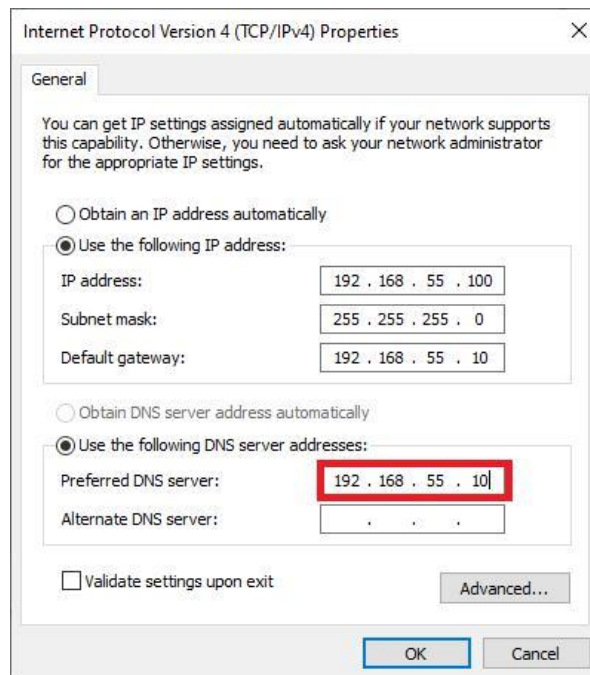 Internet Protocol Version 4 (TCP/IPv4) Properties
General
You can get IP settings assigned automatically if your network supports
this capability. Otherwise, you need to ask your network administrator
for the appropriate IP settings.
Obtain an IP address automatically
Use the following IP address:
IP address: 192 . 168 . 55 . 100
Subnet mask: 255 . 255 . 255 . 0
Default gateway: 192 . 168 . 55 . 10
Obtain DNS server address automatically
Use the following DNS server addresses:
Preferred DNS server: 192 . 168 . 55 . 10
Alternate DNS server: . . .
Validate settings upon exit
Advanced...
OK Cancel